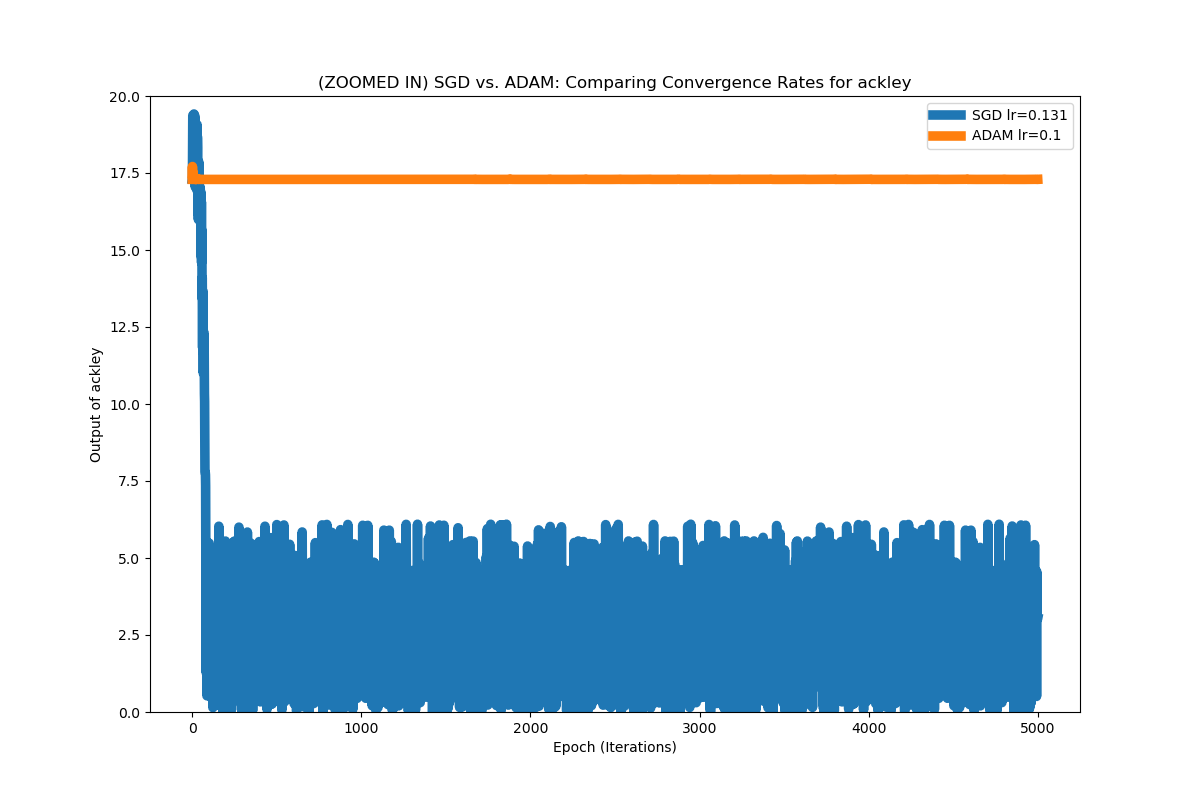 (ZOOMED IN) SGD vs. ADAM: Comparing Convergence Rates for ackley
SGD lr=0.131
ADAM lr=0.1
20.0
17.5
15.0
12.5
10.0
7.5
5.0
2.5
0.0
Output of ackley
0 1000 2000 3000 4000 5000
Epoch (Iterations)